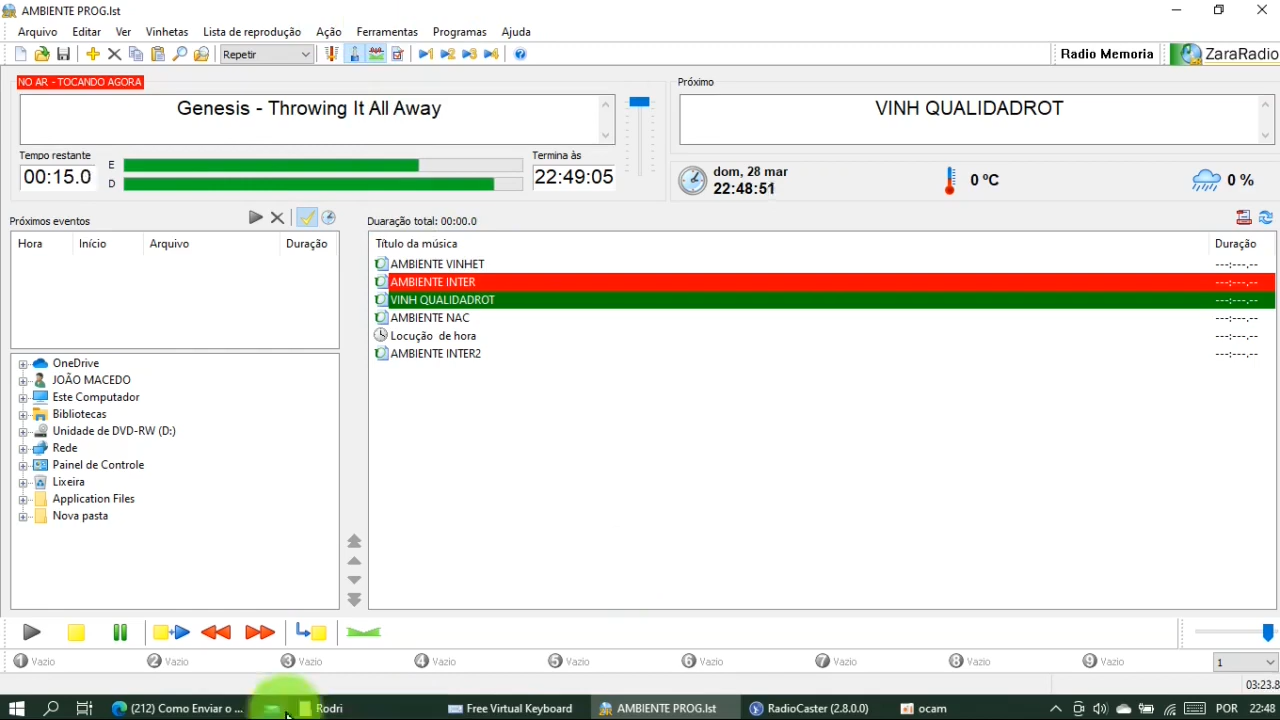 AMBIENTE PROG.lst
Arquivo Editar Ver Vinhetas Lista de reprodução Ação Ferramentas Programas Ajuda
Repetir 1 2 3 4 Radio Memoria ZaraRadio
NO AR - TOCANDO AGORA
Próximo
Genesis - Throwing It All Away
VINH QUALIDADROT
Tempo restante
Termina às
00:15.0
E
D
22:49:05
dom, 28 mar
22:48:51
0 ºC
0 %
Próximos eventos
Duaração total: 00:00.0
Hora Início Arquivo Duração
Título da música Duração
AMBIENTE VINHET ---:---,--
AMBIENTE INTER ---:---,--
VINH QUALIDADROT ---:---,--
AMBIENTE NAC ---:---,--
Locução de hora ---:---,--
AMBIENTE INTER2 ---:---,--
OneDrive
JOÃO MACEDO
Este Computador
Bibliotecas
Unidade de DVD-RW (D:)
Rede
Painel de Controle
Lixeira
Application Files
Nova pasta
1 Vazio 2 Vazio 3 Vazio 4 Vazio 5 Vazio 6 Vazio 7 Vazio 8 Vazio 9 Vazio 1
03:23.8
(212) Como Enviar o ... Rodri Free Virtual Keyboard AMBIENTE PROG.lst RadioCaster (2.8.0.0) ocam POR 22:48